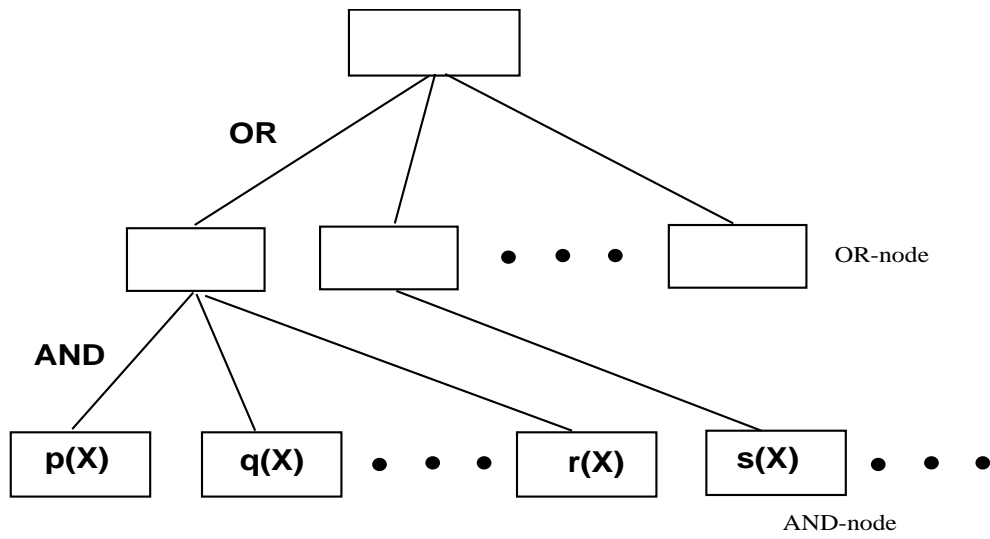 OR
OR-node
AND
p(X) q(X) r(X) s(X)
AND-node